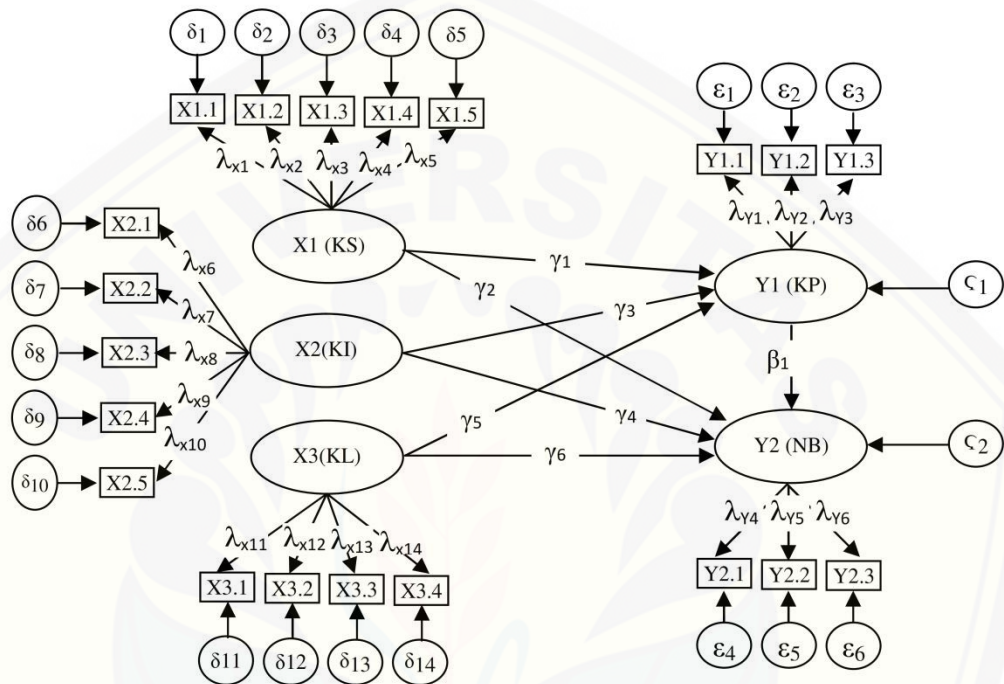 δ1 δ2 δ3 δ4 δ5
X1.1 X1.2 X1.3 X1.4 X1.5
λx1 λx2 λx3 λx4 λx5
ε1 ε2 ε3
Y1.1 Y1.2 Y1.3
λY1 λY2 λY3
δ6 X2.1
λx6
δ7 X2.2
λx7
δ8 X2.3 λx8
δ9 X2.4 λx9
λx10
δ10 X2.5
X1 (KS)
X2(KI)
X3(KL)
γ1
γ2
γ3
γ4
γ5
γ6
Y1 (KP) ς1
β1
Y2 (NB) ς2
λx11 λx12 λx13 λx14
X3.1 X3.2 X3.3 X3.4
δ11 δ12 δ13 δ14
λY4 λY5 λY6
Y2.1 Y2.2 Y2.3
ε4 ε5 ε6
UNIVERSITAS